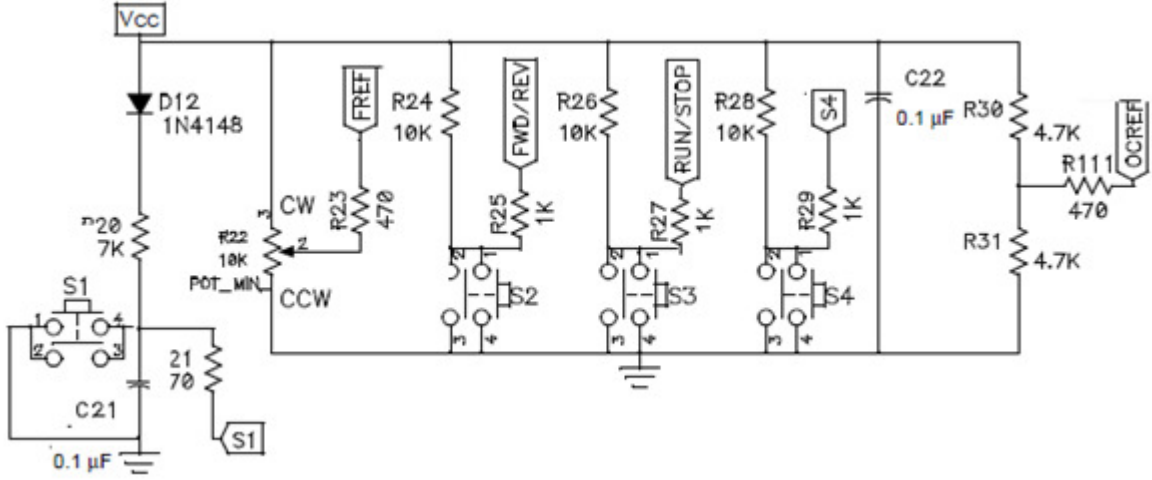 Vcc
D12
1N4148
FREF
R24
10K
FWD/REV
R26
10K
RUN/STOP
R28
10K
S4
C22
0.1 µF
R30
4.7K
OCREF
R111
470
R31
4.7K
20
7K
3
CW
R22
10K
2
POT_MIN
CCW
R23
470
R25
1K
R27
1K
R29
1K
2
1
S2
3
4
2
1
S3
3
4
2
1
S4
3
4
S1
1
4
2
3
21
70
C21
S1
0.1 µF